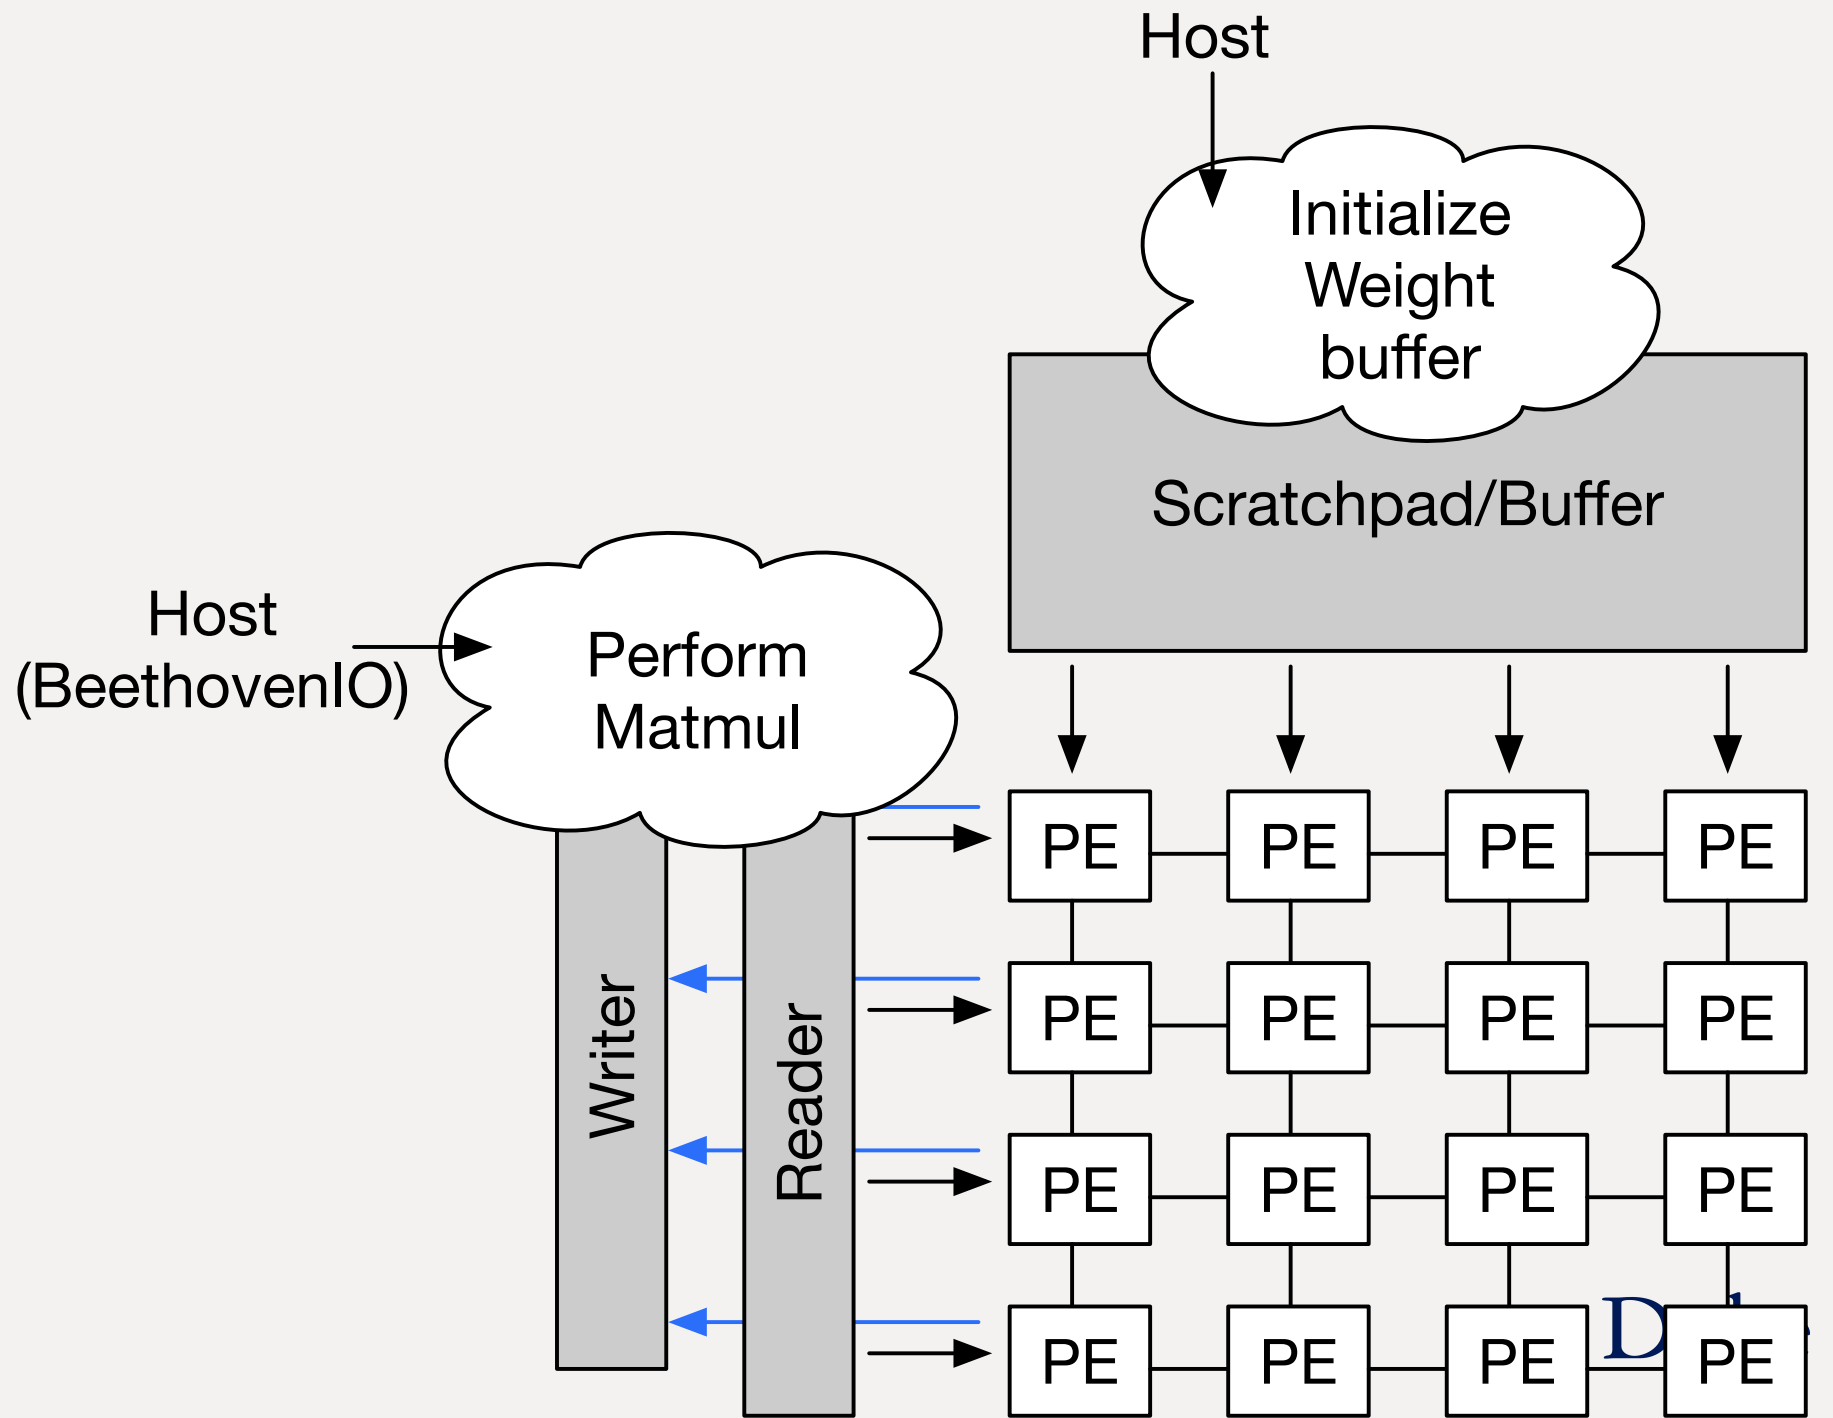 Host
Initialize
Weight
buffer
Scratchpad/Buffer
Host
(BeethovenIO)
Perform
Matmul
Writer
Reader
PE PE PE PE
PE PE PE PE
PE PE PE PE
PE PE PE PE